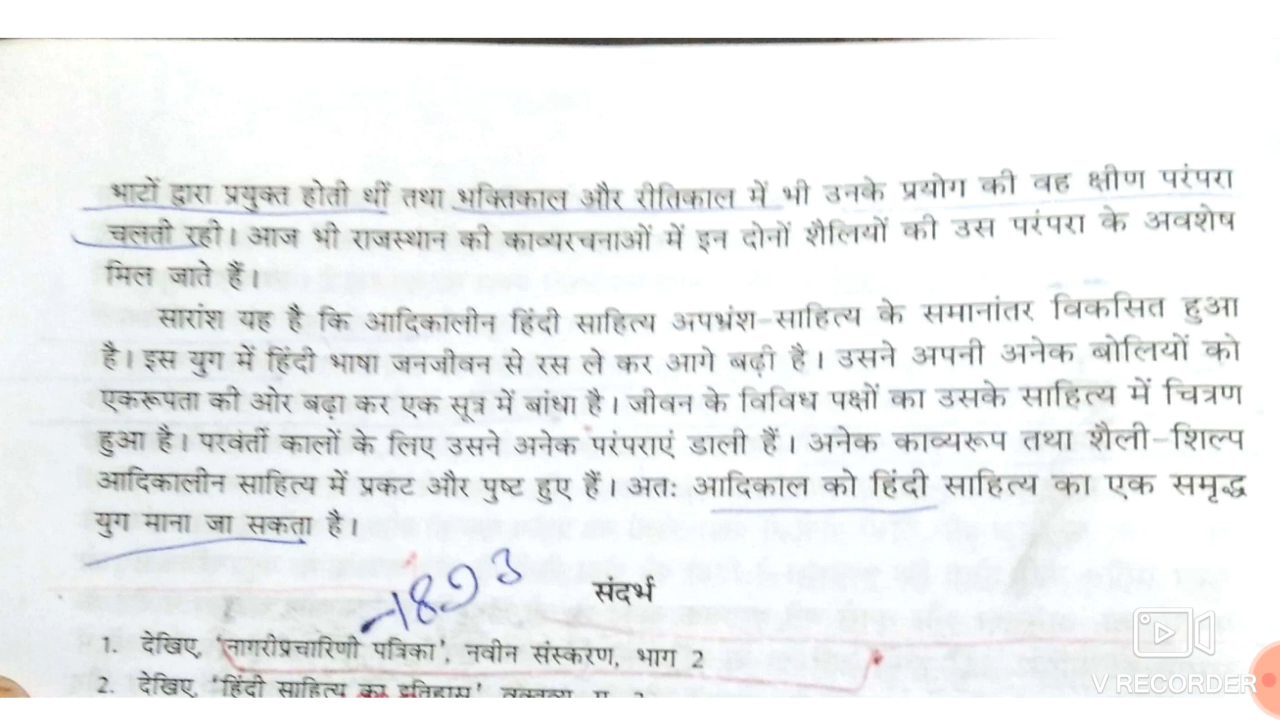 भाटों द्वारा प्रयुक्त होती थीं तथा भक्तिकाल और रीतिकाल में भी उनके प्रयोग की वह क्षीण परंपरा
चलती रही। आज भी राजस्थान की काव्यरचनाओं में इन दोनों शैलियों की उस परंपरा के अवशेष
मिल जाते हैं।
सारांश यह है कि आदिकालीन हिंदी साहित्य अपभ्रंश-साहित्य के समानांतर विकसित हुआ
है। इस युग में हिंदी भाषा जनजीवन से रस ले कर आगे बढ़ी है। उसने अपनी अनेक बोलियों को
एकरूपता की ओर बढ़ा कर एक सूत्र में बांधा है। जीवन के विविध पक्षों का उसके साहित्य में चित्रण
हुआ है। परवर्ती कालों के लिए उसने अनेक परंपराएं डाली हैं। अनेक काव्यरूप तथा शैली-शिल्प
आदिकालीन साहित्य में प्रकट और पुष्ट हुए हैं। अतः आदिकाल को हिंदी साहित्य का एक समृद्ध
युग माना जा सकता है।
संदर्भ
1. देखिए, 'नागरीप्रचारिणी पत्रिका', नवीन संस्करण, भाग 2
2. देखिए, 'हिंदी साहित्य का इतिहास',
V RECORDER